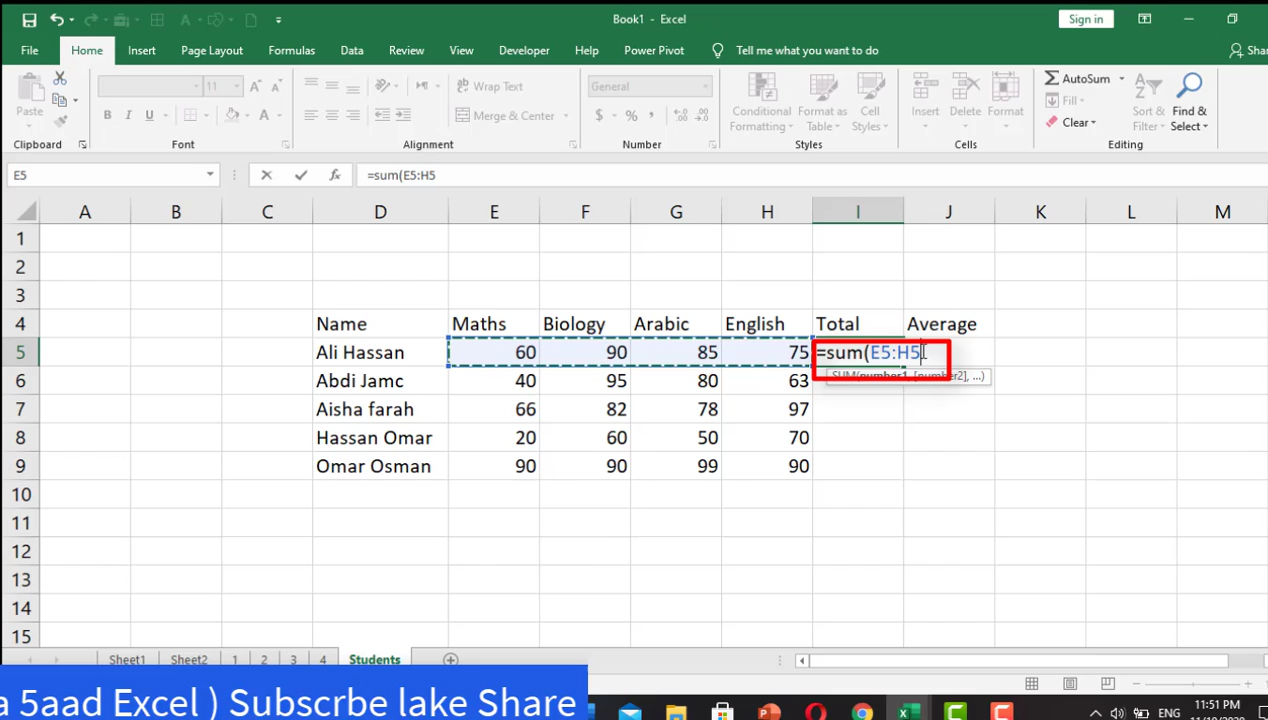 Book1 - Excel
Sign in
File Home Insert Page Layout Formulas Data Review View Developer Help Power Pivot Tell me what you want to do Shar
Paste
11
Wrap Text
General
Conditional Formatting
Format as Table
Cell Styles
Insert
Delete
Format
AutoSum
Fill
Clear
Sort & Filter
Find & Select
B I U
Merge & Center
$ % ,
Clipboard Font Alignment Number Styles Cells Editing
E5 fx =sum(E5:H5
A B C D E F G H I J K L M
1
2
3
4 Name Maths Biology Arabic English Total Average
5 Ali Hassan 60 90 85 75 =sum(E5:H5
SUM(number1, [number2], ...)
6 Abdi Jamc 40 95 80 63
7 Aisha farah 66 82 78 97
8 Hassan Omar 20 60 50 70
9 Omar Osman 90 90 99 90
10
11
12
13
14
15
Sheet1 Sheet2 1 2 3 4 Students
a 5aad Excel ) Subscrbe lake Share
ENG
11:51 PM